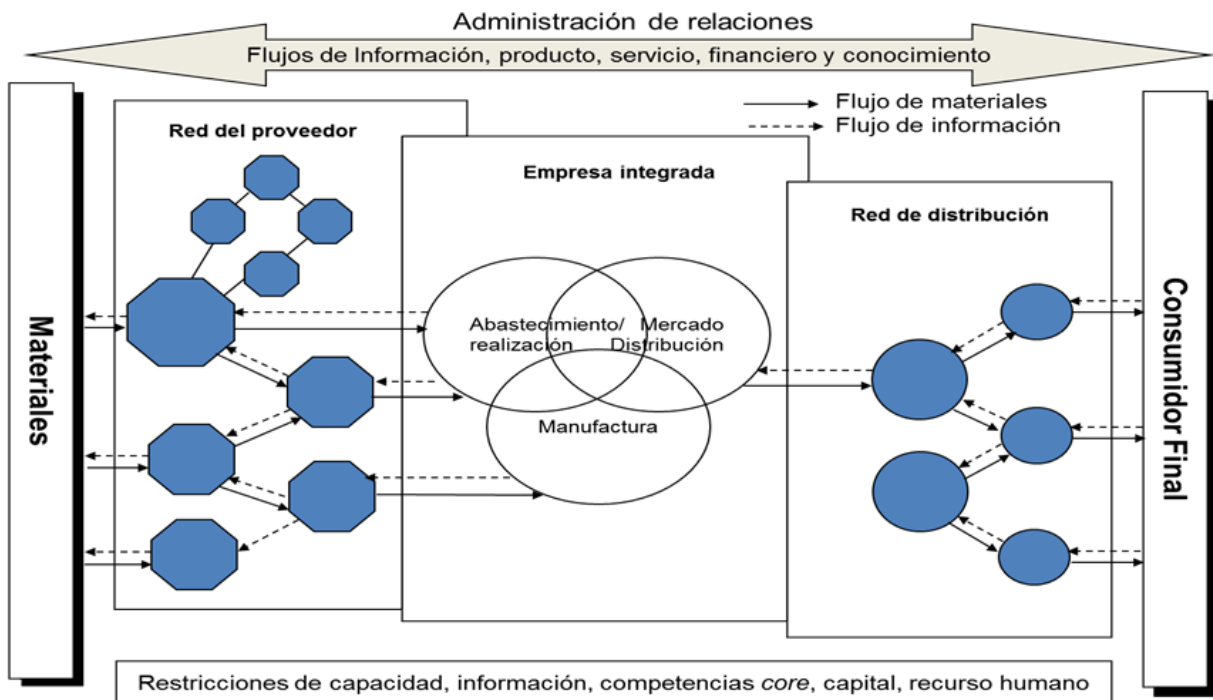 Administración de relaciones
Flujos de Información, producto, servicio, financiero y conocimiento
Flujo de materiales
Flujo de información
Red del proveedor
Empresa integrada
Red de distribución
Materiales
Abastecimiento/
realización
Mercado
Distribución
Manufactura
Consumidor Final
Restricciones de capacidad, información, competencias core, capital, recurso humano